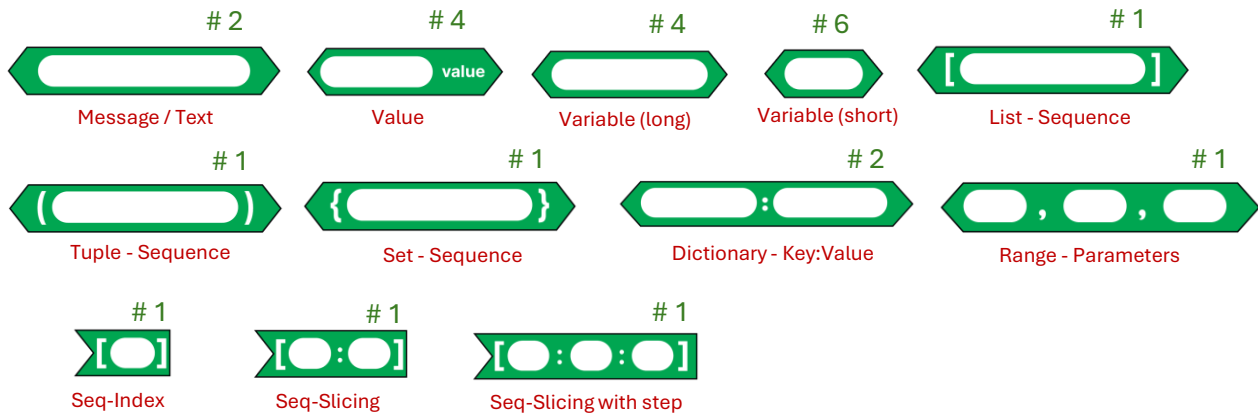 # 2 # 4 # 4 # 6 # 1
value [ ]
Message / Text Value Variable (long) Variable (short) List - Sequence
# 1 # 1 # 2 # 1
( ) { } : , ,
Tuple - Sequence Set - Sequence Dictionary - Key:Value Range - Parameters
# 1 # 1 # 1
[ ] [ : ] [ : : ]
Seq-Index Seq-Slicing Seq-Slicing with step